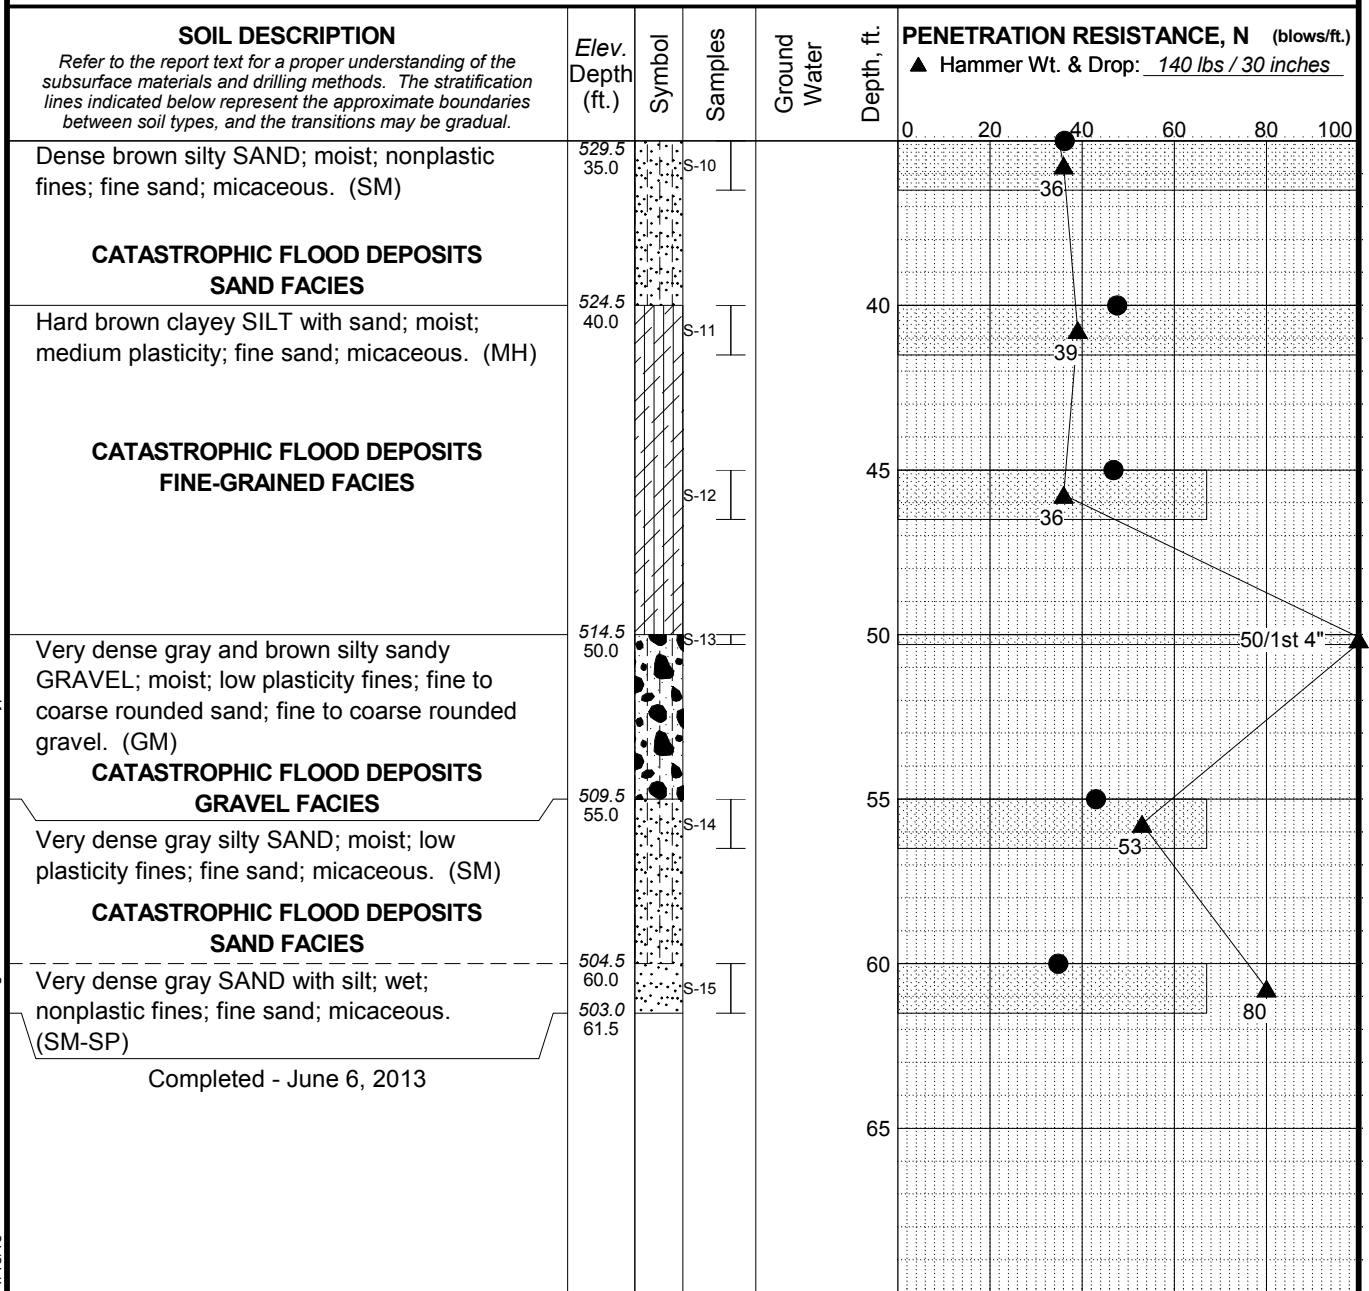 SOIL DESCRIPTION
Refer to the report text for a proper understanding of the
subsurface materials and drilling methods. The stratification
lines indicated below represent the approximate boundaries
between soil types, and the transitions may be gradual.
Elev.
Depth
(ft.)
Symbol
Samples
Ground
Water
Depth, ft.
PENETRATION RESISTANCE, N (blows/ft.)
▲ Hammer Wt. & Drop: 140 lbs / 30 inches
0 20 40 60 80 100
Dense brown silty SAND; moist; nonplastic
fines; fine sand; micaceous. (SM)
CATASTROPHIC FLOOD DEPOSITS
SAND FACIES
529.5
35.0
S-10
36
Hard brown clayey SILT with sand; moist;
medium plasticity; fine sand; micaceous. (MH)
CATASTROPHIC FLOOD DEPOSITS
FINE-GRAINED FACIES
524.5
40.0
S-11
40
39
S-12
45
36
Very dense gray and brown silty sandy
GRAVEL; moist; low plasticity fines; fine to
coarse rounded sand; fine to coarse rounded
gravel. (GM)
CATASTROPHIC FLOOD DEPOSITS
GRAVEL FACIES
514.5
50.0
S-13
50
50/1st 4"
Very dense gray silty SAND; moist; low
plasticity fines; fine sand; micaceous. (SM)
CATASTROPHIC FLOOD DEPOSITS
SAND FACIES
509.5
55.0
S-14
55
53
Very dense gray SAND with silt; wet;
nonplastic fines; fine sand; micaceous.
(SM-SP)
504.5
60.0
S-15
503.0
61.5
60
80
Completed - June 6, 2013
65